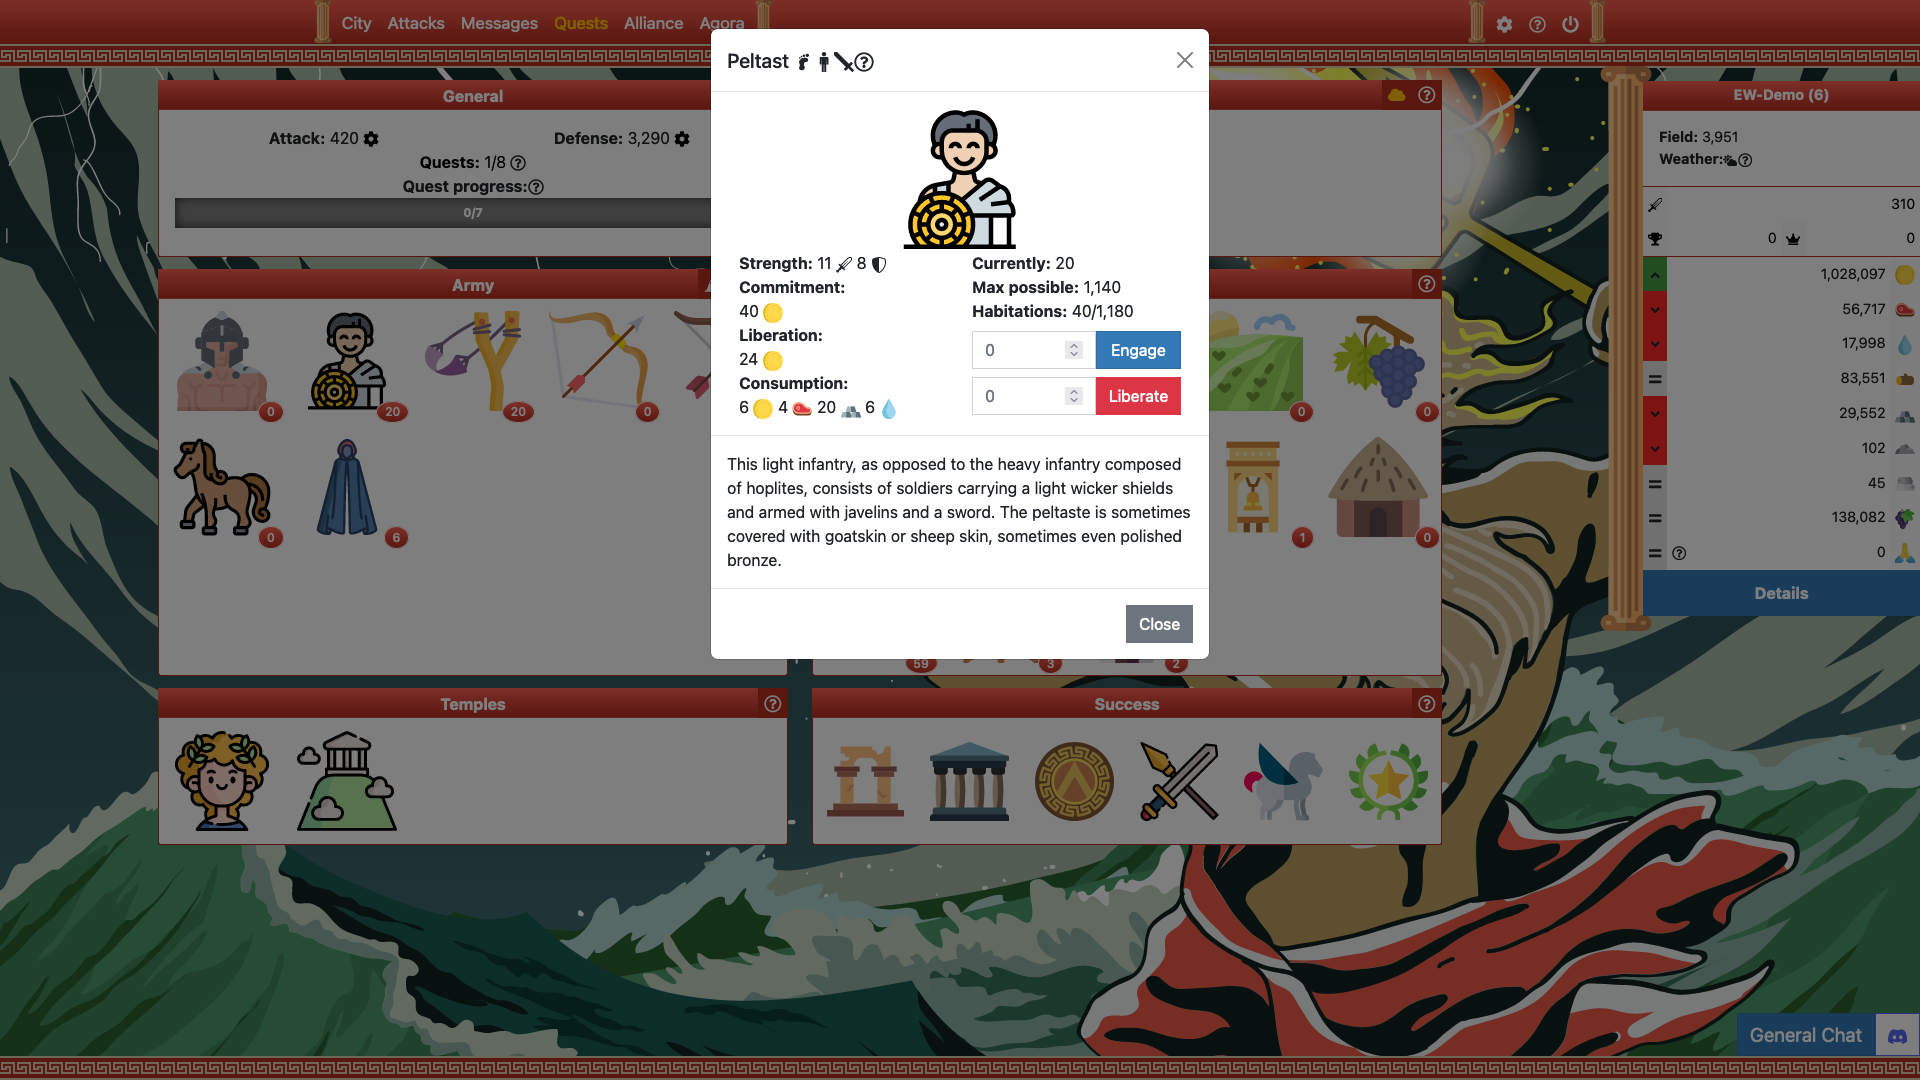 City Attacks Messages Quests Alliance Agora
General
Attack: 420
Defense: 3,290
Quests: 1/8
Quest progress:
0/7
Army
0
20
20
0
0
6
Peltast
Strength: 11 8
Commitment:
40
Liberation:
24
Consumption:
6 4 20 6
Currently: 20
Max possible: 1,140
Habitations: 40/1,180
0 Engage
0 Liberate
This light infantry, as opposed to the heavy infantry composed
of hoplites, consists of soldiers carrying a light wicker shields
and armed with javelins and a sword. The peltaste is sometimes
covered with goatskin or sheep skin, sometimes even polished
bronze.
Close
0
0
1
0
59
3
2
Temples
Success
EW-Demo (6)
Field: 3,951
Weather:
310
0 0
1,028,097
56,717
17,998
83,551
29,552
102
45
138,082
0
Details
General Chat